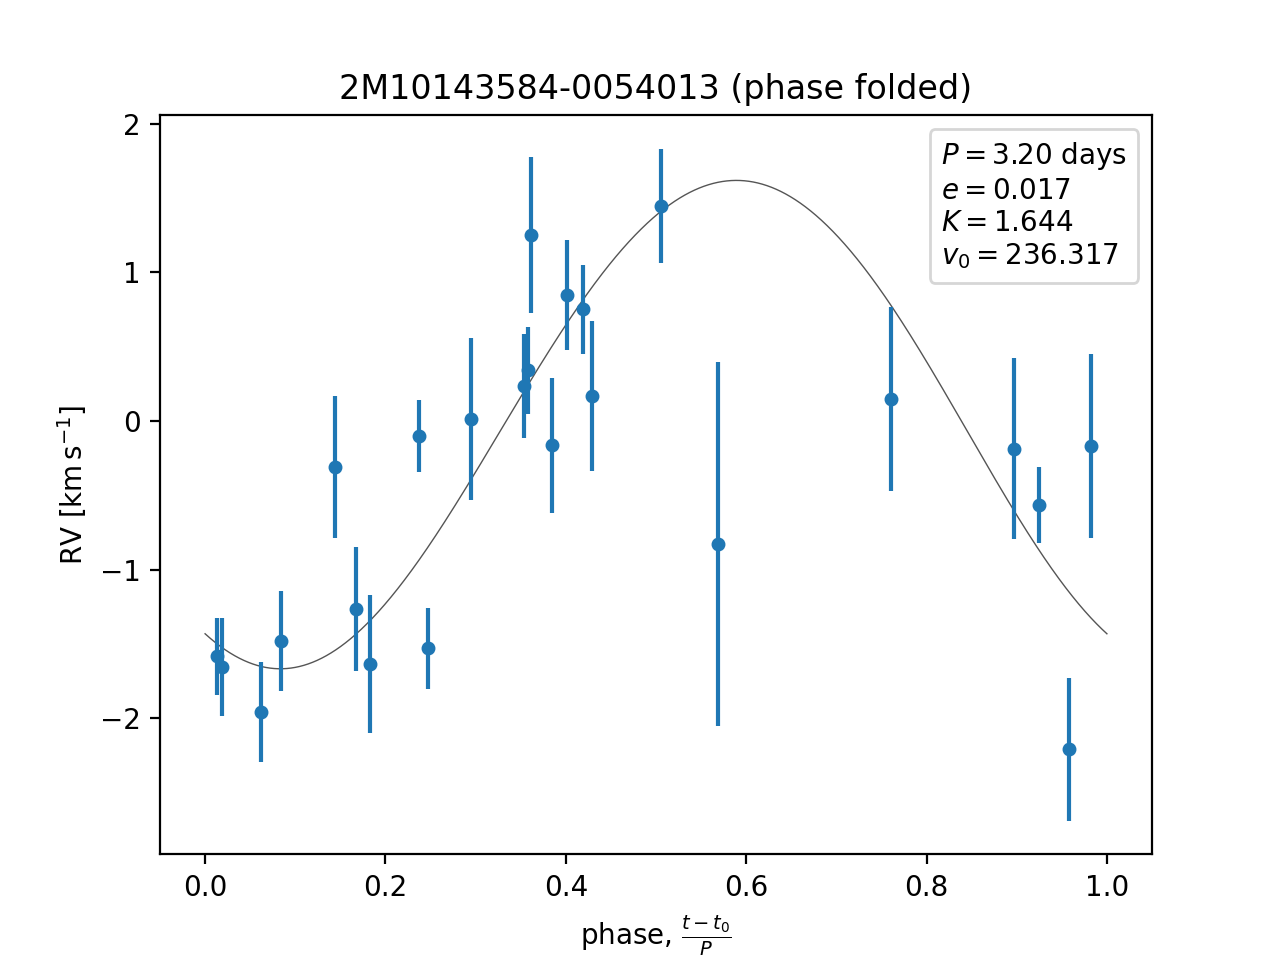 2M10143584-0054013 (phase folded)
P = 3.20 days
e = 0.017
K = 1.644
v₀ = 236.317
2
1
0
−1
−2
RV [km s⁻¹]
0.0 0.2 0.4 0.6 0.8 1.0
phase, (t − t₀)/P